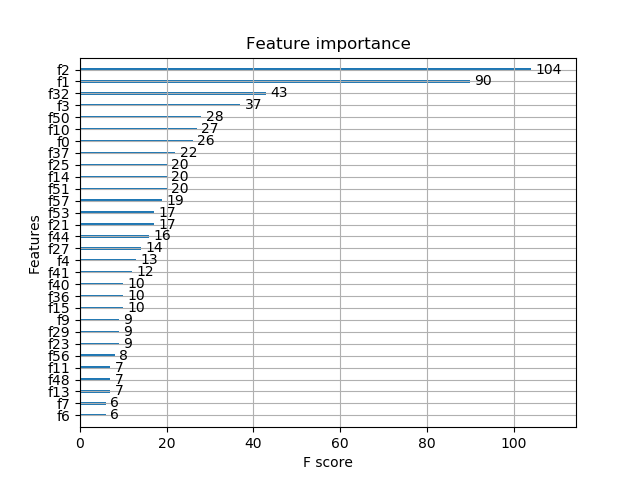 Feature importance
f2 104
f1 90
f32 43
f3 37
f50 28
f10 27
f0 26
f37 22
f25 20
f14 20
f51 20
f57 19
f53 17
f21 17
f44 16
f27 14
f4 13
f41 12
f40 10
f36 10
f15 10
f9 9
f29 9
f23 9
f56 8
f11 7
f48 7
f13 7
f7 6
f6 6
Features
0 20 40 60 80 100
F score